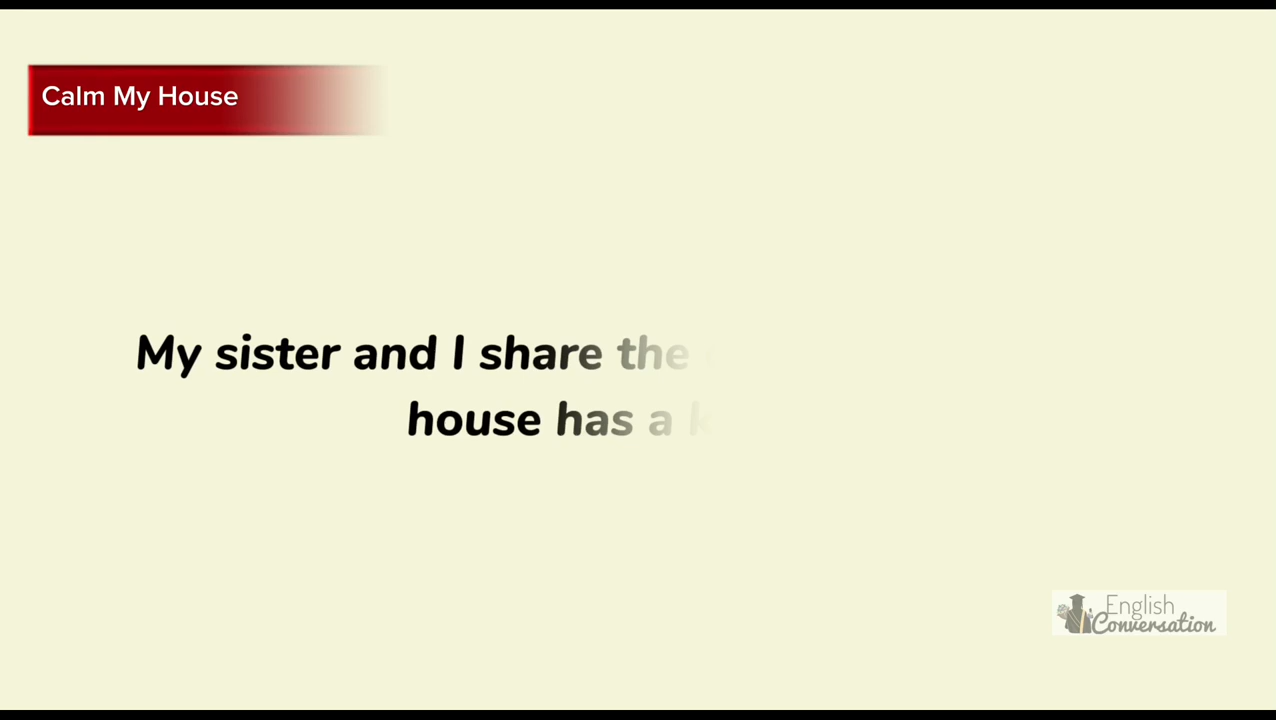 Calm My House
My sister and I share the
house has a
English
Conversation